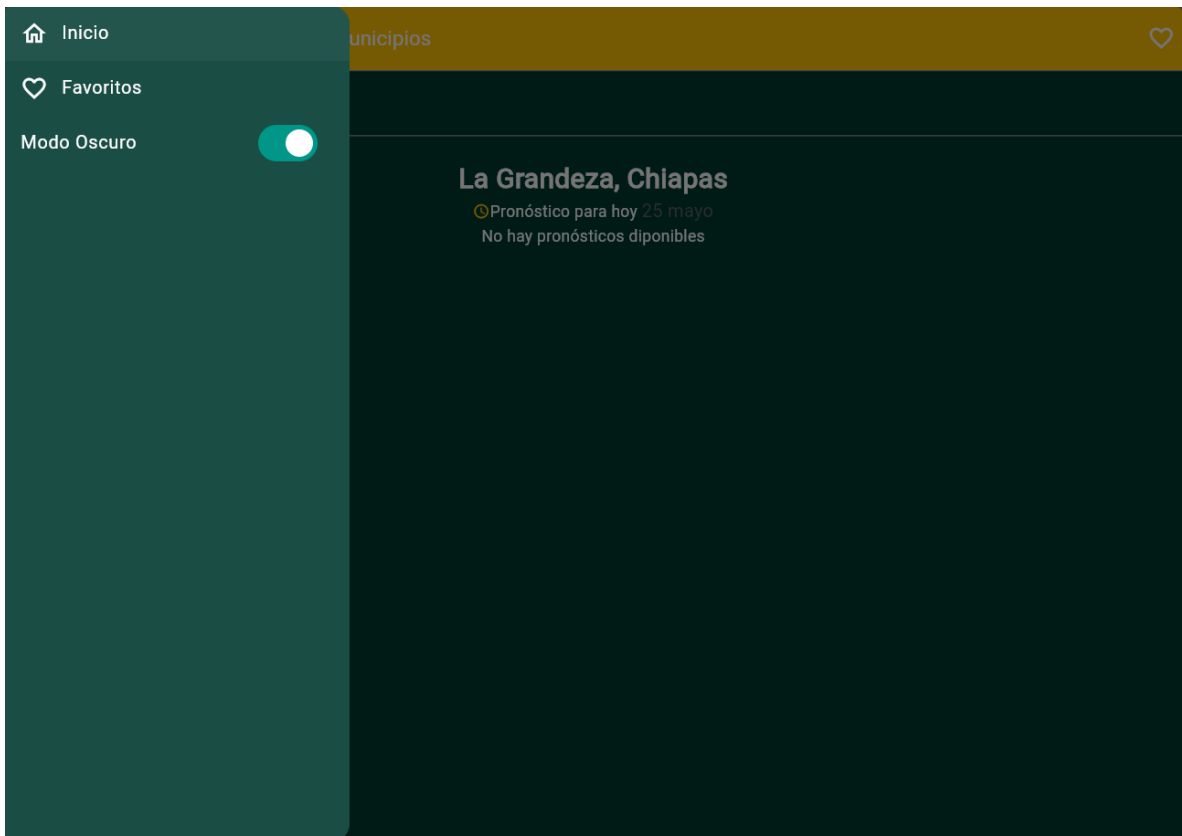 Inicio
unicipios
Favoritos
Modo Oscuro
La Grandeza, Chiapas
Pronóstico para hoy 25 mayo
No hay pronósticos diponibles